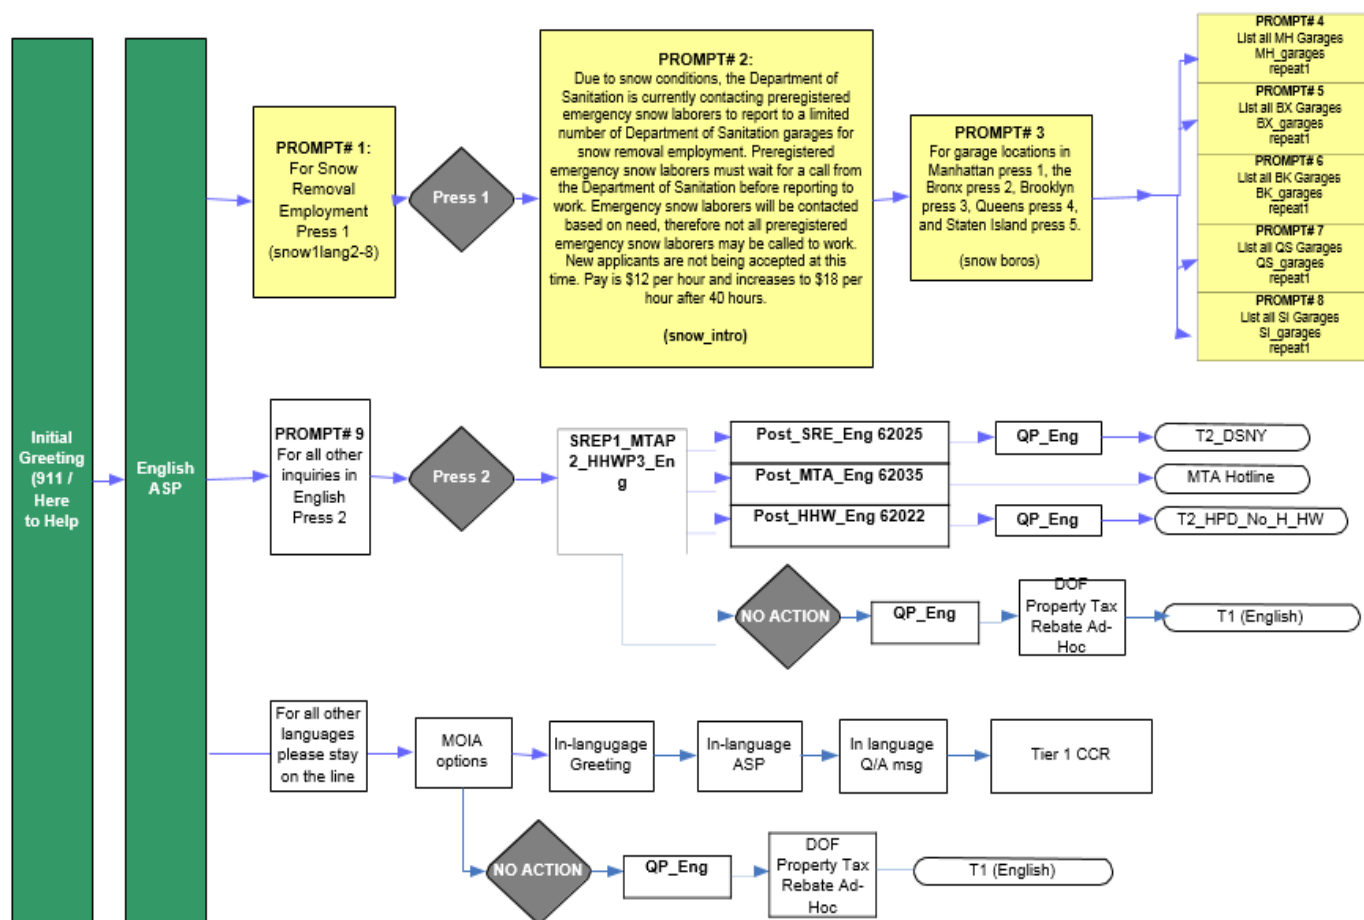 Initial
Greeting
(911 /
Here
to Help
English
ASP
PROMPT# 1:
For Snow
Removal
Employment
Press 1
(snow1lang2-8)
Press 1
PROMPT# 2:
Due to snow conditions, the Department of
Sanitation is currently contacting preregistered
emergency snow laborers to report to a limited
number of Department of Sanitation garages for
snow removal employment. Preregistered
emergency snow laborers must wait for a call from
the Department of Sanitation before reporting to
work. Emergency snow laborers will be contacted
based on need, therefore not all preregistered
emergency snow laborers may be called to work.
New applicants are not being accepted at this
time. Pay is $12 per hour and increases to $18 per
hour after 40 hours.
(snow_intro)
PROMPT# 3
For garage locations in
Manhattan press 1, the
Bronx press 2, Brooklyn
press 3, Queens press 4,
and Staten Island press 5.
(snow boros)
PROMPT# 4
List all MH Garages
MH_garages
repeat1
PROMPT# 5
List all BX Garages
BX_garages
repeat1
PROMPT# 6
List all BK Garages
BK_garages
repeat1
PROMPT# 7
List all QS Garages
QS_garages
repeat1
PROMPT# 8
List all SI Garages
SI_garages
repeat1
PROMPT# 9
For all other
inquiries in
English
Press 2
Press 2
SREP1_MTAP
2_HHWP3_En
g
Post_SRE_Eng 62025
QP_Eng
T2_DSNY
Post_MTA_Eng 62035
MTA Hotline
Post_HHW_Eng 62022
QP_Eng
T2_HPD_No_H_HW
NO ACTION
QP_Eng
DOF
Property Tax
Rebate Ad-
Hoc
T1 (English)
For all other
languages
please stay
on the line
MOIA
options
In-langugage
Greeting
In-language
ASP
In language
Q/A msg
Tier 1 CCR
NO ACTION
QP_Eng
DOF
Property Tax
Rebate Ad-
Hoc
T1 (English)